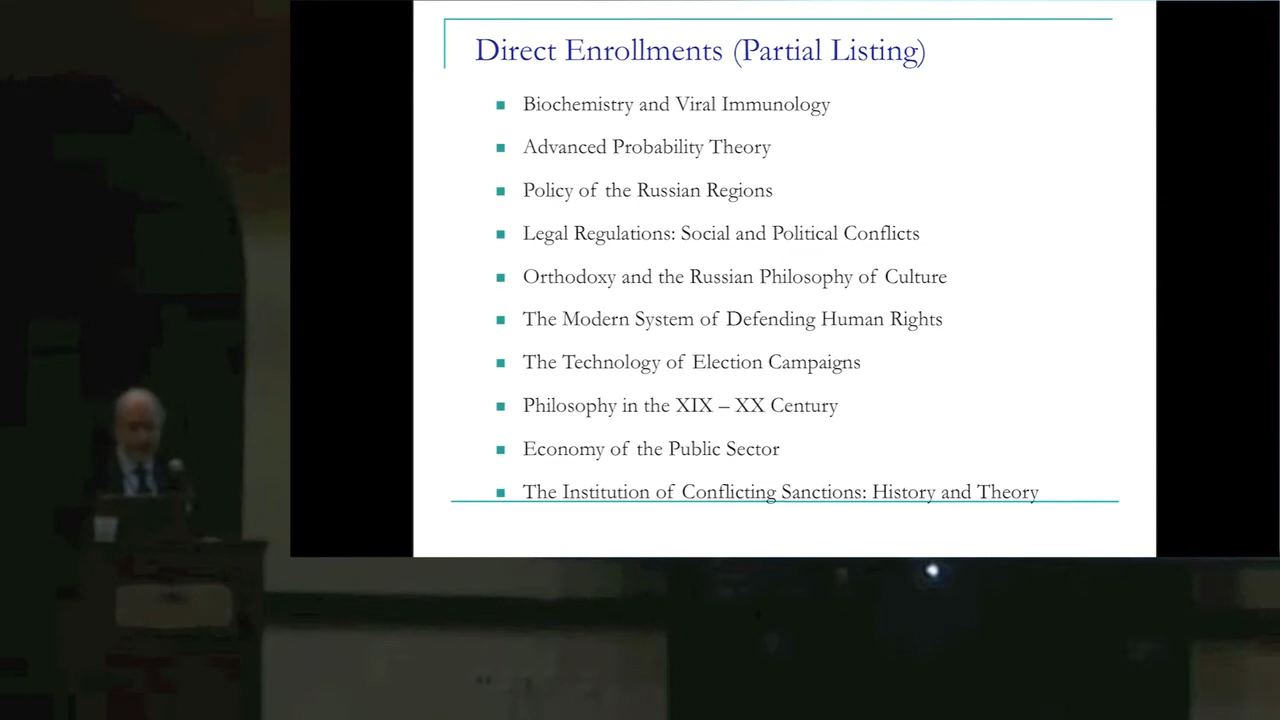 Direct Enrollments (Partial Listing)
Biochemistry and Viral Immunology
Advanced Probability Theory
Policy of the Russian Regions
Legal Regulations: Social and Political Conflicts
Orthodoxy and the Russian Philosophy of Culture
The Modern System of Defending Human Rights
The Technology of Election Campaigns
Philosophy in the XIX – XX Century
Economy of the Public Sector
The Institution of Conflicting Sanctions: History and Theory